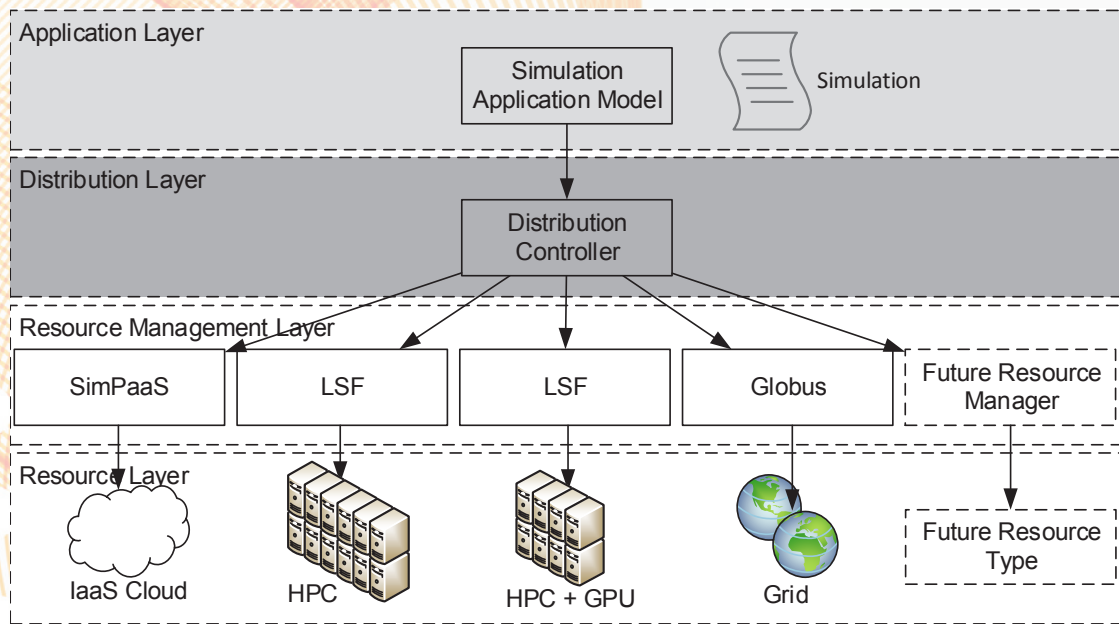 Application Layer
Simulation
Application Model
Simulation
Distribution Layer
Distribution
Controller
Resource Management Layer
SimPaaS
LSF
LSF
Globus
Future Resource
Manager
Resource Layer
IaaS Cloud
HPC
HPC + GPU
Grid
Future Resource
Type